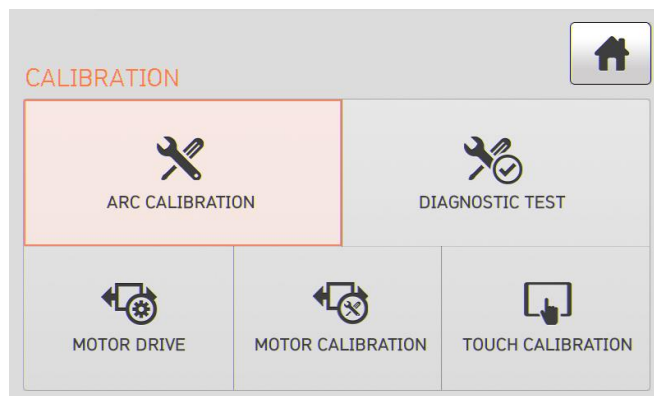 CALIBRATION
ARC CALIBRATION
DIAGNOSTIC TEST
MOTOR DRIVE
MOTOR CALIBRATION
TOUCH CALIBRATION